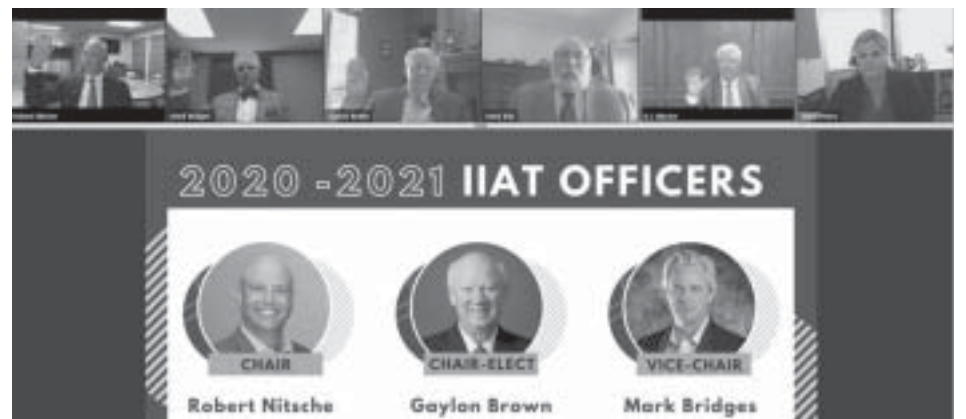 2020 -2021 IIAT OFFICERS
CHAIR
CHAIR-ELECT
VICE-CHAIR
Robert Nitsche
Gaylon Brown
Mark Bridges